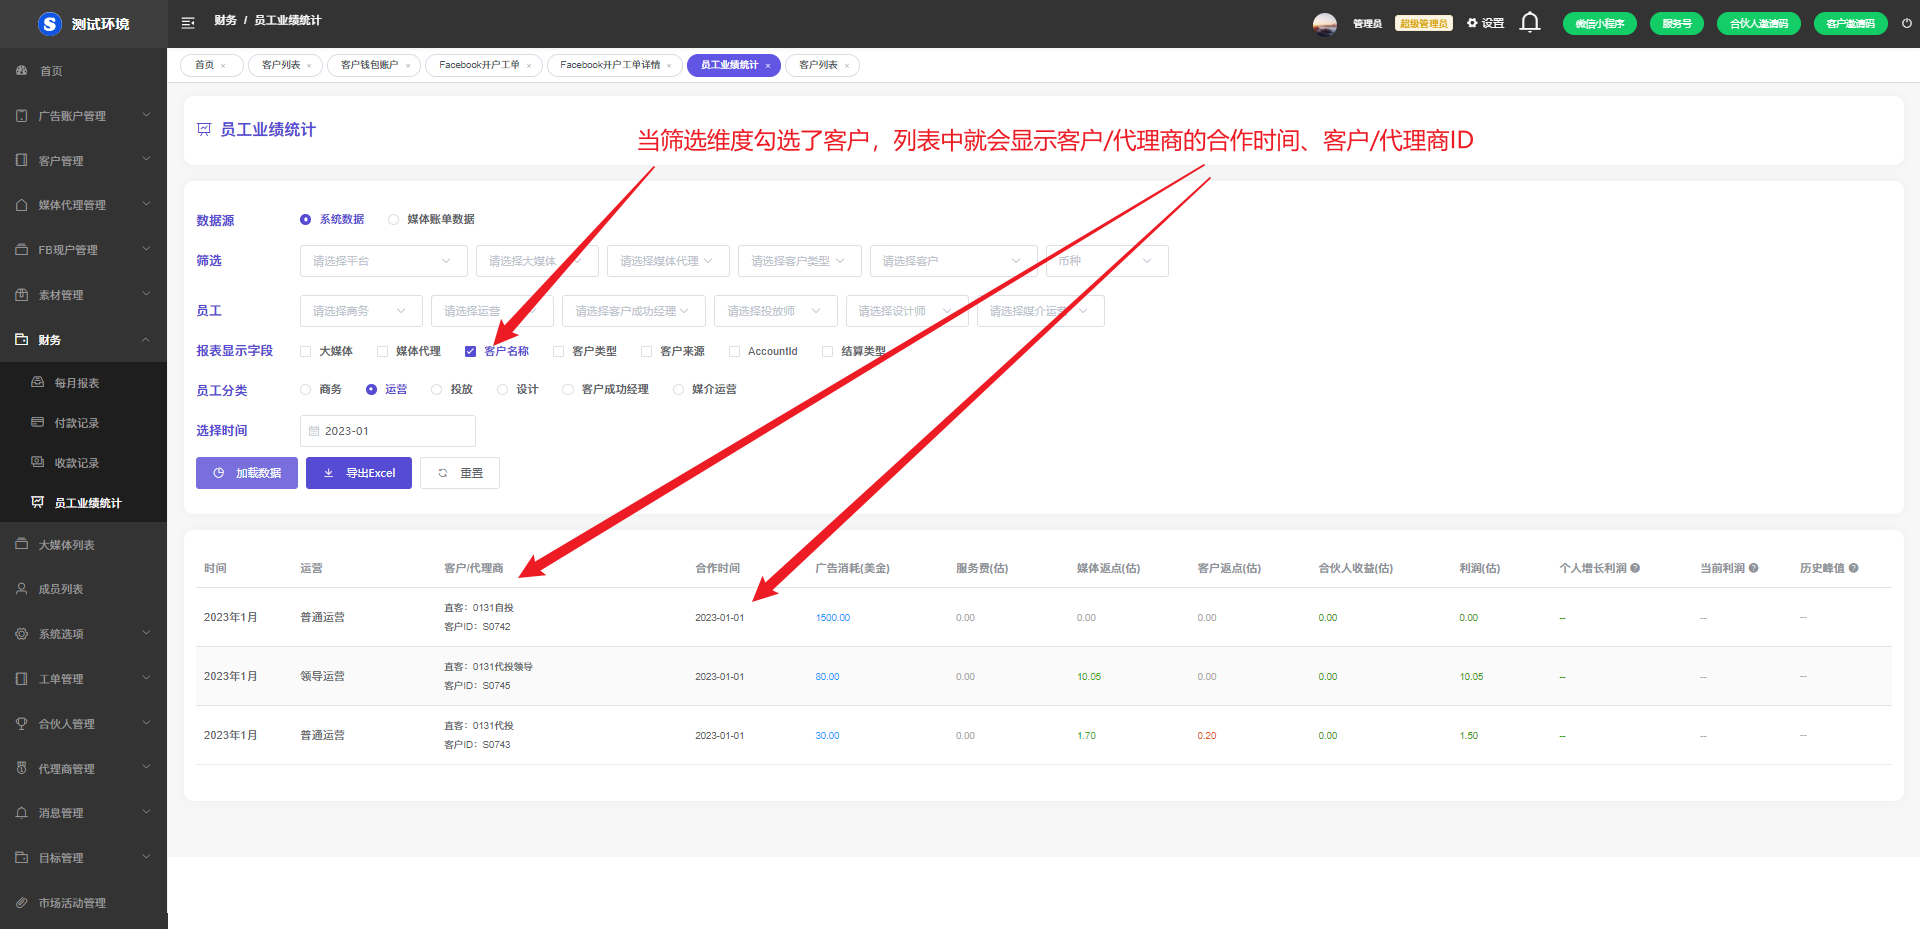 测试环境
财务 / 员工业绩统计
管理员
超级管理员
设置
微信小程序
服务号
合伙人邀请码
客户邀请码
首页
广告账户管理
客户管理
媒体代理管理
FB现户管理
素材管理
财务
每月报表
付款记录
收款记录
员工业绩统计
大媒体列表
成员列表
系统选项
工单管理
合伙人管理
代理商管理
消息管理
目标管理
市场活动管理
首页 ×
客户列表 ×
客户钱包账户 ×
Facebook开户工单 ×
Facebook开户工单详情 ×
员工业绩统计 ×
客户列表 ×
员工业绩统计
当筛选维度勾选了客户，列表中就会显示客户/代理商的合作时间、客户/代理商ID
数据源 系统数据 媒体账单数据
筛选 请选择平台 请选择大媒体 请选择媒体代理 请选择客户类型 请选择客户 币种
员工 请选择商务 请选择运营 请选择客户成功经理 请选择投放师 请选择设计师 请选择媒介运营
报表显示字段 大媒体 媒体代理 客户名称 客户类型 客户来源 AccountId 结算类型
员工分类 商务 运营 投放 设计 客户成功经理 媒介运营
选择时间 2023-01
加载数据 导出Excel 重置
时间 运营 客户/代理商 合作时间 广告消耗(美金) 服务费(估) 媒体返点(估) 客户返点(估) 合伙人收益(估) 利润(估) 个人增长利润 当前利润 历史峰值
2023年1月 普通运营 直客：0131自投 2023-01-01 1500.00 0.00 0.00 0.00 0.00 0.00 -- -- --
客户ID：S0742
2023年1月 领导运营 直客：0131代投领导 2023-01-01 80.00 0.00 10.05 0.00 0.00 10.05 -- -- --
客户ID：S0745
2023年1月 普通运营 直客：0131代投 2023-01-01 30.00 0.00 1.70 0.20 0.00 1.50 -- -- --
客户ID：S0743